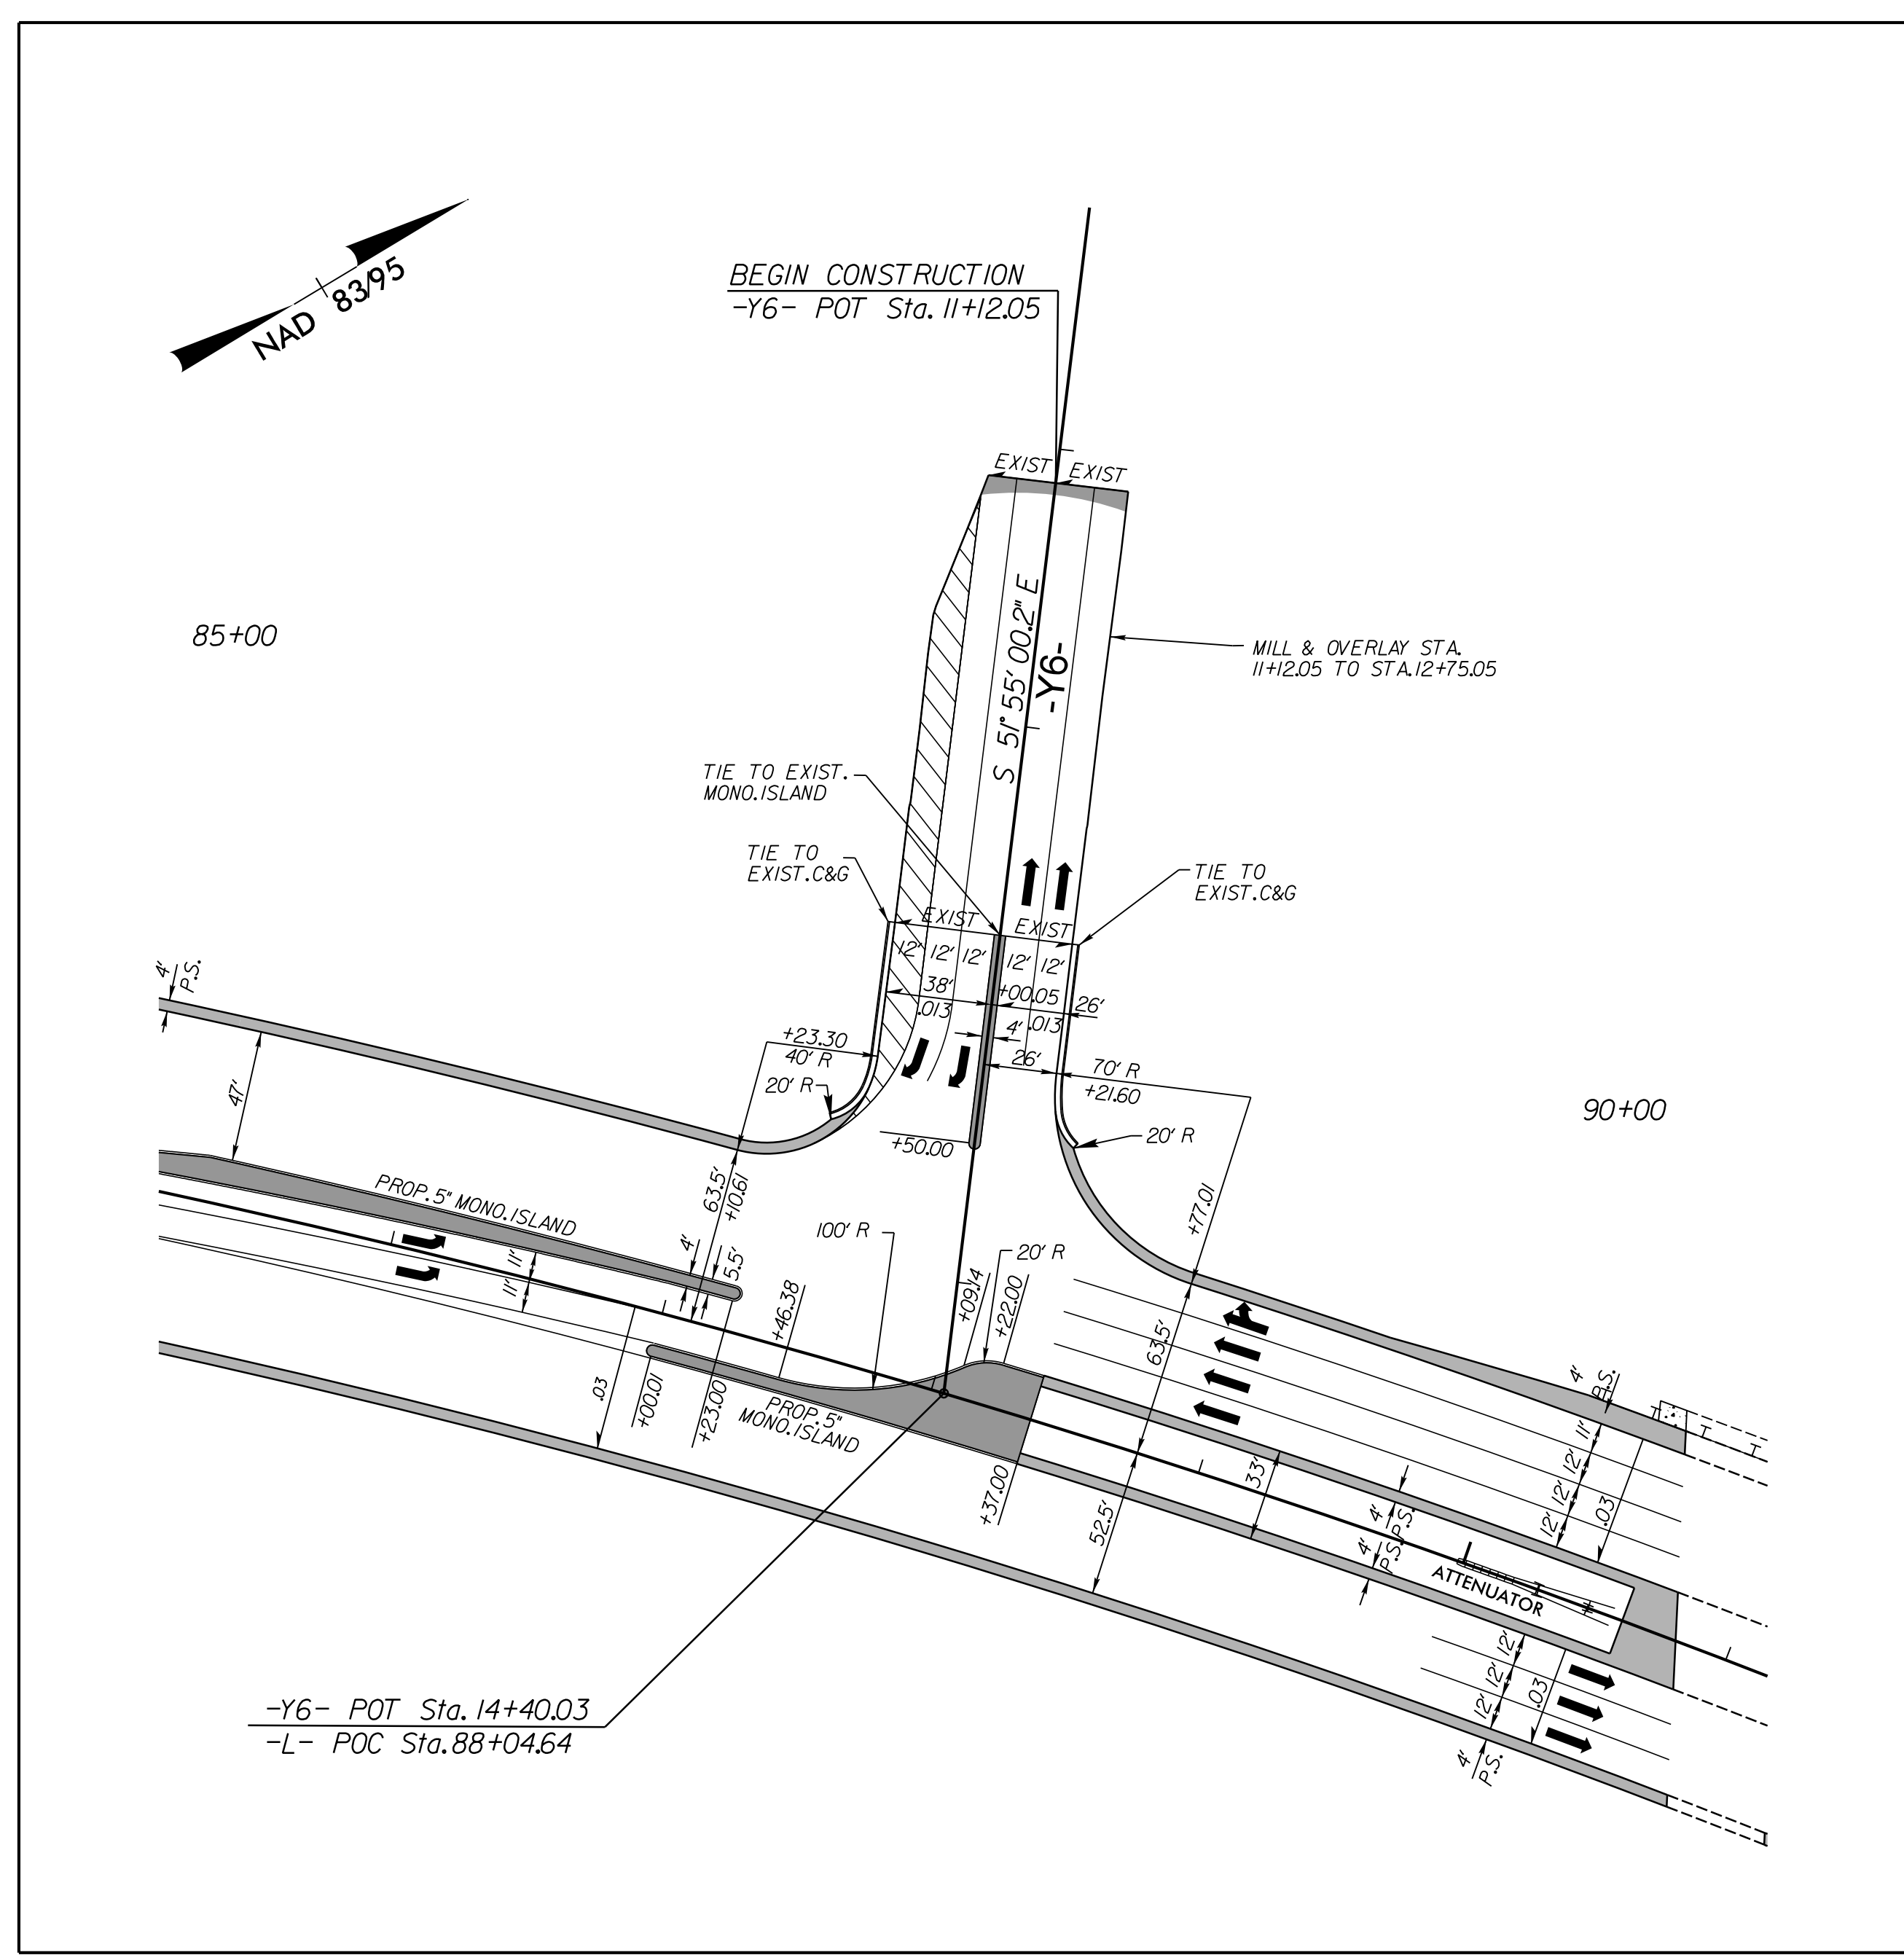 NAD 83/95
BEGIN CONSTRUCTION
-Y6- POT Sta. 11+12.05
EXIST
EXIST
85+00
S 51° 55' 00.2" E
-Y6-
MILL & OVERLAY STA.
11+12.05 TO STA.12+75.05
TIE TO EXIST.
MONO.ISLAND
TIE TO
EXIST.C&G
TIE TO
EXIST.C&G
EXIST
EXIST
12' 12' 12'
12' 12'
38'
.013
+00.05
26'
.013
4'
26'
4'
P.S.
47'
+23.30
40' R
20' R
70' R
+21.60
20' R
90+00
+50.00
63.5'
+10.61
+77.01
PROP. 5" MONO.ISLAND
11'
11'
4'
5.5'
100' R
20' R
+46.38
+09.14
+22.00
63.5'
.03
+00.01
+23.00
PROP. 5"
MONO.ISLAND
+37.00
52.5'
33'
4'
P.S.
11'
12'
12'
12'
.03
4'
P.S.
4'
P.S.
ATTENUATOR
12'
12'
12'
.03
4'
P.S.
-Y6- POT Sta. 14+40.03
-L- POC Sta. 88+04.64